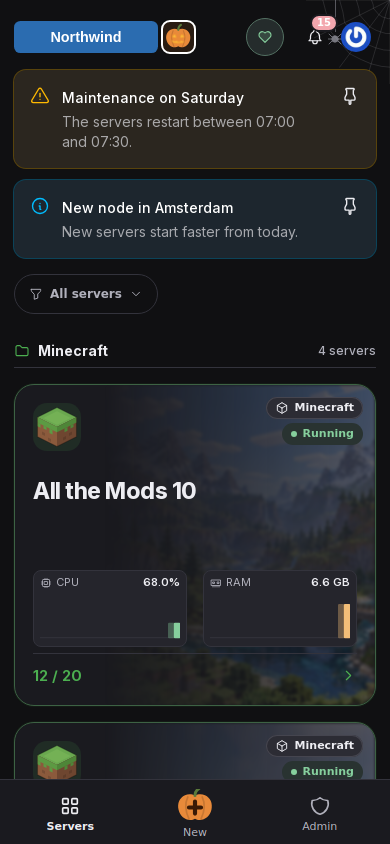 Northwind
15
Maintenance on Saturday
The servers restart between 07:00
and 07:30.
New node in Amsterdam
New servers start faster from today.
All servers
Minecraft
4 servers
Minecraft
Running
All the Mods 10
CPU
68.0%
RAM
6.6 GB
12 / 20
Minecraft
Running
Servers
New
Admin